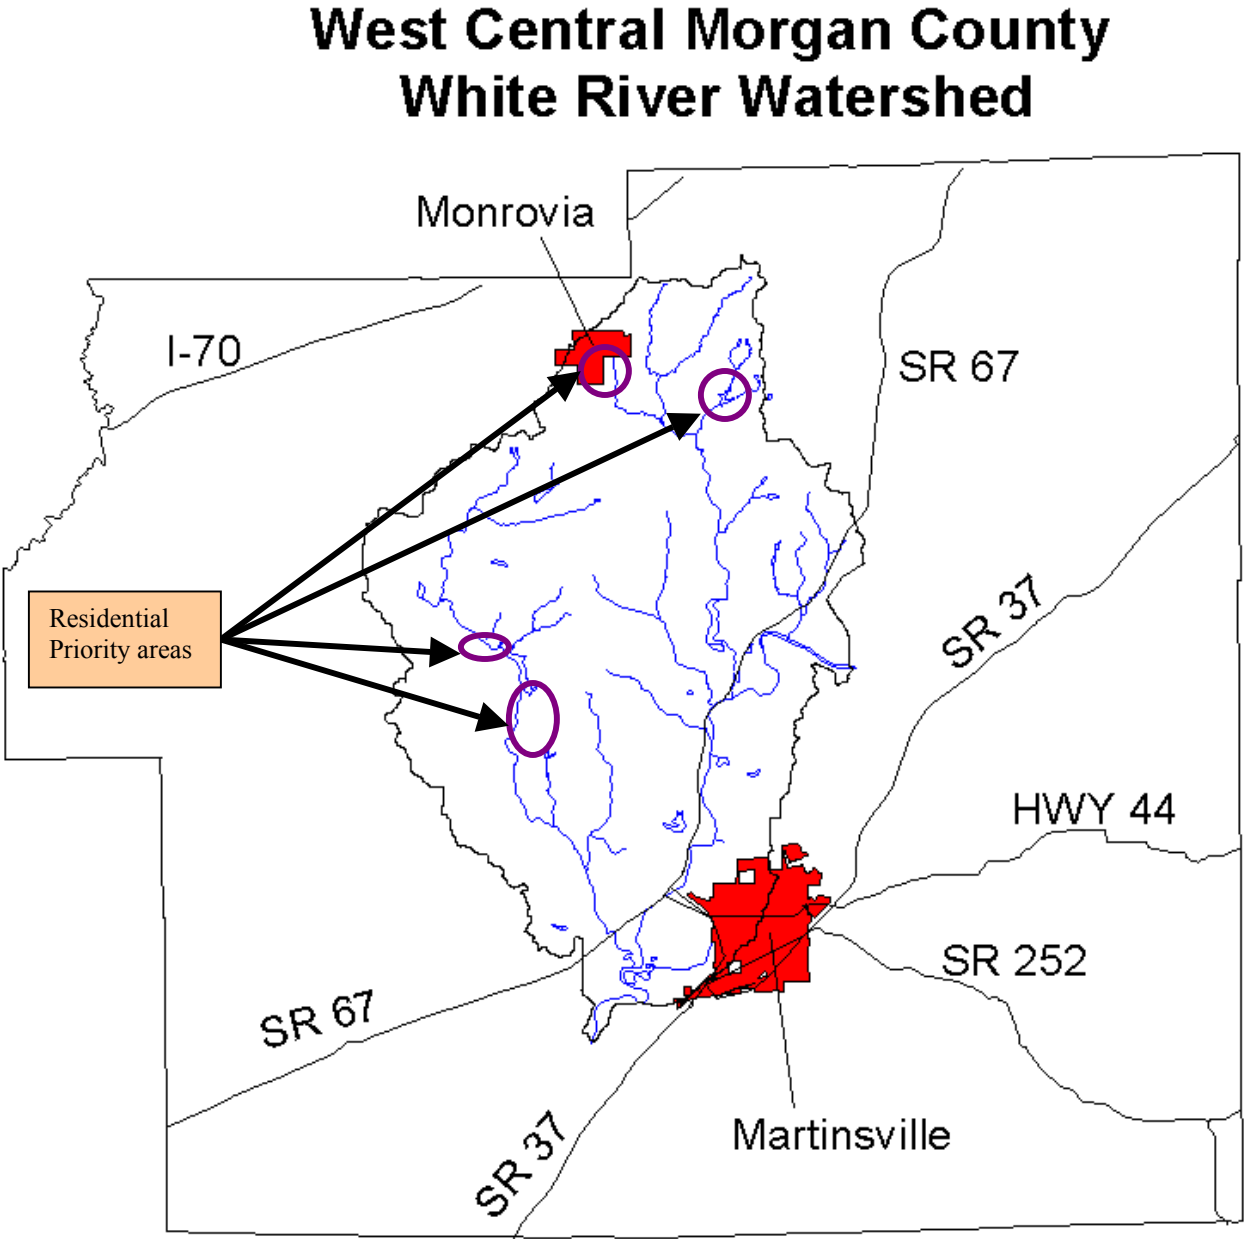 West Central Morgan County
White River Watershed
Monrovia
I-70
SR 67
SR 37
Residential
Priority areas
HWY 44
SR 252
SR 67
Martinsville
SR 37